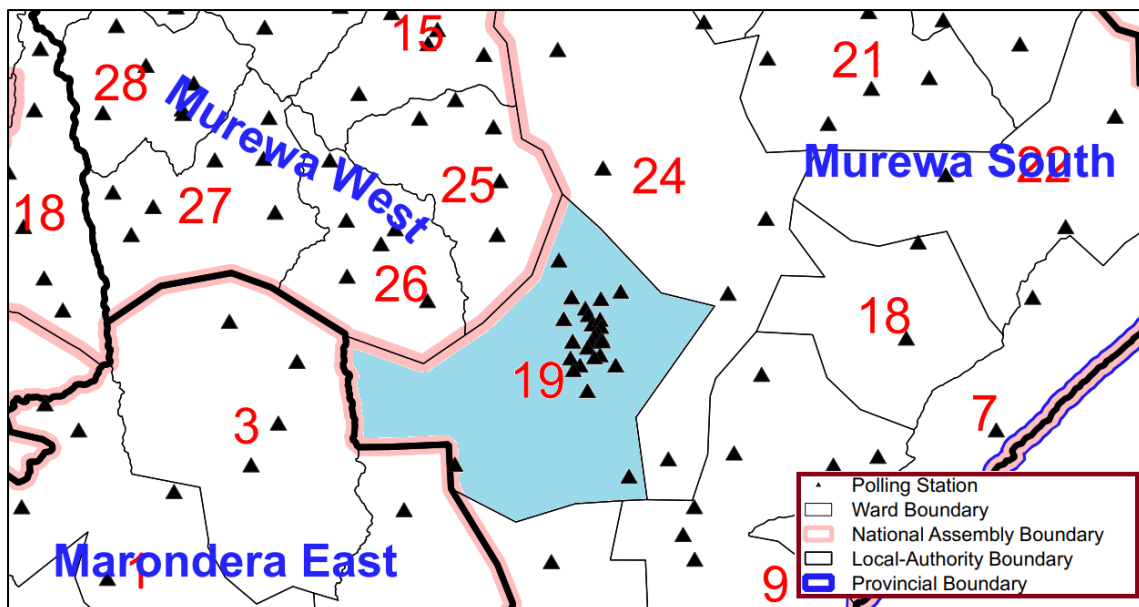 15
21
28
Murewa West
25
24
Murewa South
22
18
27
26
18
19
3
7
Marondera East
1
9
Polling Station
Ward Boundary
National Assembly Boundary
Local-Authority Boundary
Provincial Boundary